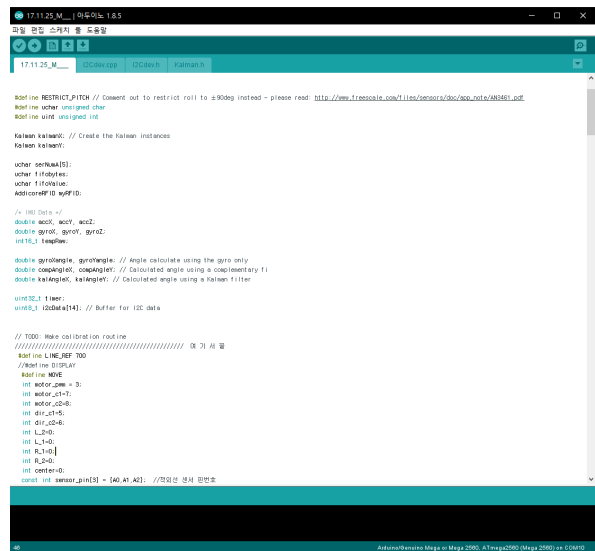 17.11.25_M___ | 아두이노 1.8.5
파일 편집 스케치 툴 도움말
17.11.25_M___ I2Cdev.cpp I2Cdev.h Kalman.h
#define RESTRICT_PITCH // Comment out to restrict roll to ±90deg instead - please read: http://www.freescale.com/files/sensors/doc/app_note/AN3461.pdf
#define uchar unsigned char
#define uint unsigned int
Kalman kalmanX; // Create the Kalman instances
Kalman kalmanY;
uchar serNumA[5];
uchar fifobytes;
uchar fifoValue;
AddicoreRFID myRFID;
/* IMU Data */
double accX, accY, accZ;
double gyroX, gyroY, gyroZ;
int16_t tempRaw;
double gyroXangle, gyroYangle; // Angle calculate using the gyro only
double compAngleX, compAngleY; // Calculated angle using a complementary fi
double kalAngleX, kalAngleY; // Calculated angle using a Kalman filter
uint32_t timer;
uint8_t i2cData[14]; // Buffer for I2C data
// TODO: Make calibration routine
///////////////////////////////////////////////// 여 기 서 끝
#define LINE_REF 700
//#define DISPLAY
#define MOVE
int motor_pwm = 3;
int motor_c1=7;
int motor_c2=8;
int dir_c1=5;
int dir_c2=6;
int L_2=0;
int L_1=0;
int R_1=0;
int R_2=0;
int center=0;
const int sensor_pin[3] = {A0,A1,A2}; //적외선 센서 핀번호
46 Arduino/Genuino Mega or Mega 2560, ATmega2560 (Mega 2560) on COM10